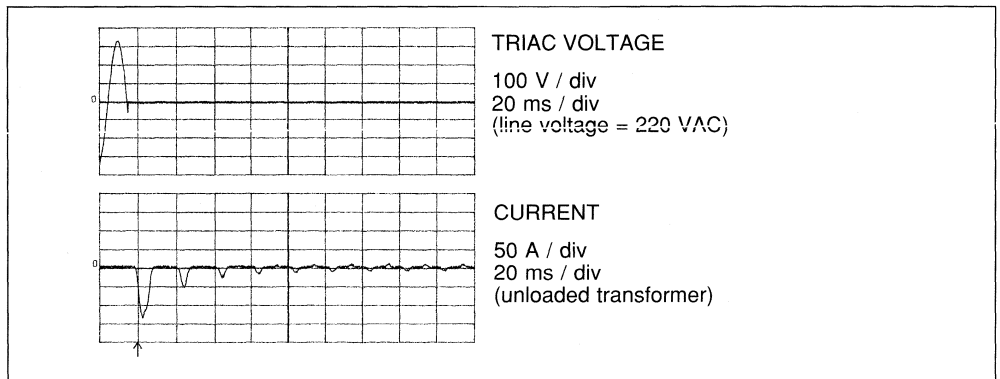 TRIAC VOLTAGE
100 V / div
20 ms / div
(line voltage = 220 VAC)
0
CURRENT
50 A / div
20 ms / div
(unloaded transformer)
0